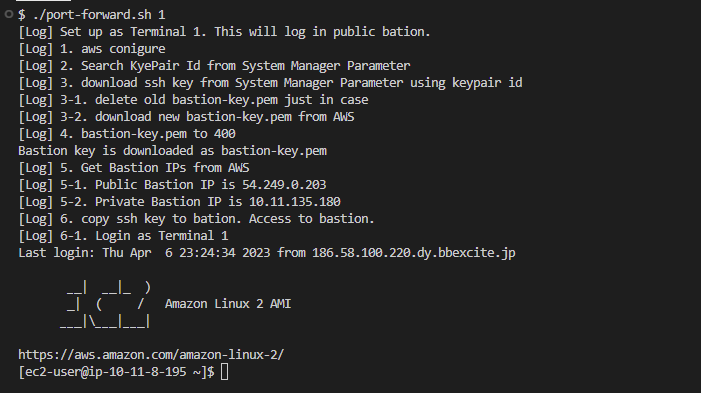 $ ./port-forward.sh 1
[Log] Set up as Terminal 1. This will log in public bation.
[Log] 1. aws conigure
[Log] 2. Search KyePair Id from System Manager Parameter
[Log] 3. download ssh key from System Manager Parameter using keypair id
[Log] 3-1. delete old bastion-key.pem just in case
[Log] 3-2. download new bastion-key.pem from AWS
[Log] 4. bastion-key.pem to 400
Bastion key is downloaded as bastion-key.pem
[Log] 5. Get Bastion IPs from AWS
[Log] 5-1. Public Bastion IP is 54.249.0.203
[Log] 5-2. Private Bastion IP is 10.11.135.180
[Log] 6. copy ssh key to bation. Access to bastion.
[Log] 6-1. Login as Terminal 1
Last login: Thu Apr  6 23:24:34 2023 from 186.58.100.220.dy.bbexcite.jp
       __|  __|_  )
       _|  (     /   Amazon Linux 2 AMI
      ___|\___|___|
https://aws.amazon.com/amazon-linux-2/
[ec2-user@ip-10-11-8-195 ~]$